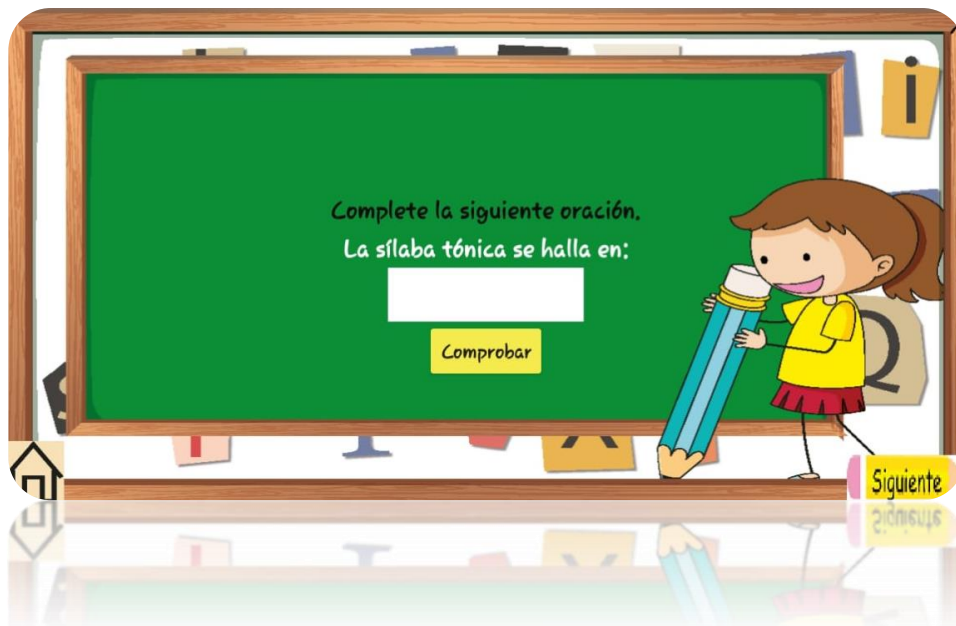 Complete la siguiente oración.
La sílaba tónica se halla en:
Comprobar
Siguiente